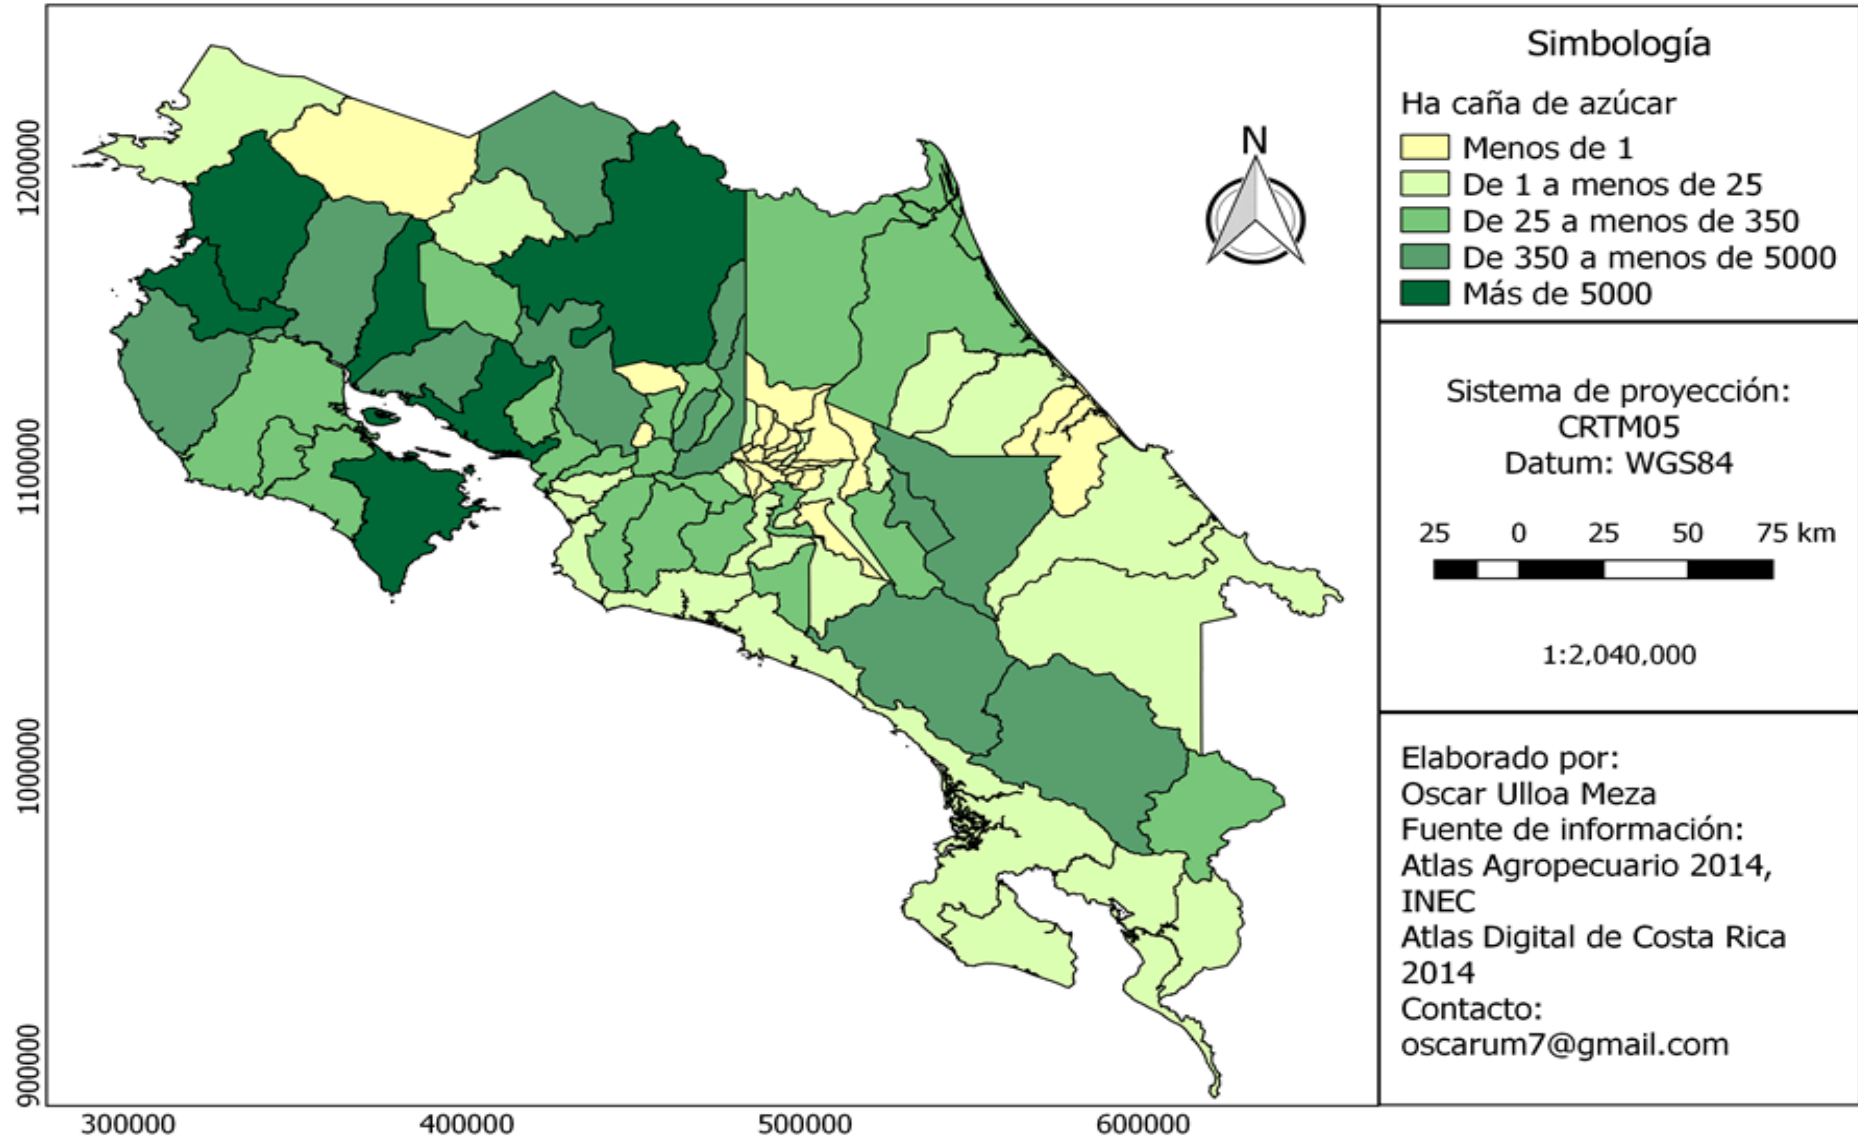 Simbología
Ha caña de azúcar
Menos de 1
De 1 a menos de 25
De 25 a menos de 350
De 350 a menos de 5000
Más de 5000
N
Sistema de proyección:
CRTM05
Datum: WGS84
25 0 25 50 75 km
1:2,040,000
Elaborado por:
Oscar Ulloa Meza
Fuente de información:
Atlas Agropecuario 2014,
INEC
Atlas Digital de Costa Rica
2014
Contacto:
oscarum7@gmail.com
1200000
1100000
1000000
900000
300000 400000 500000 600000